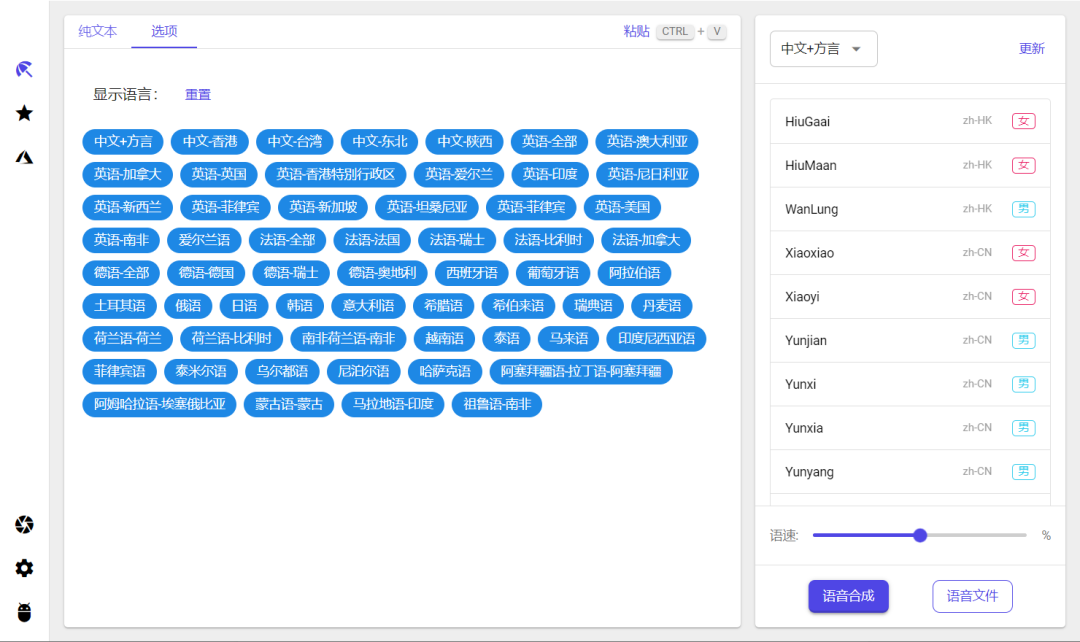 纯文本 选项 粘贴 CTRL + V
显示语言： 重置
中文+方言 中文-香港 中文-台湾 中文-东北 中文-陕西 英语-全部 英语-澳大利亚
英语-加拿大 英语-英国 英语-香港特别行政区 英语-爱尔兰 英语-印度 英语-尼日利亚
英语-新西兰 英语-菲律宾 英语-新加坡 英语-坦桑尼亚 英语-菲律宾 英语-美国
英语-南非 爱尔兰语 法语-全部 法语-法国 法语-瑞士 法语-比利时 法语-加拿大
德语-全部 德语-德国 德语-瑞士 德语-奥地利 西班牙语 葡萄牙语 阿拉伯语
土耳其语 俄语 日语 韩语 意大利语 希腊语 希伯来语 瑞典语 丹麦语
荷兰语-荷兰 荷兰语-比利时 南非荷兰语-南非 越南语 泰语 马来语 印度尼西亚语
菲律宾语 泰米尔语 乌尔都语 尼泊尔语 哈萨克语 阿塞拜疆语-拉丁语-阿塞拜疆
阿姆哈拉语-埃塞俄比亚 蒙古语-蒙古 马拉地语-印度 祖鲁语-南非
中文+方言 更新
HiuGaai zh-HK 女
HiuMaan zh-HK 女
WanLung zh-HK 男
Xiaoxiao zh-CN 女
Xiaoyi zh-CN 女
Yunjian zh-CN 男
Yunxi zh-CN 男
Yunxia zh-CN 男
Yunyang zh-CN 男
语速: %
语音合成 语音文件